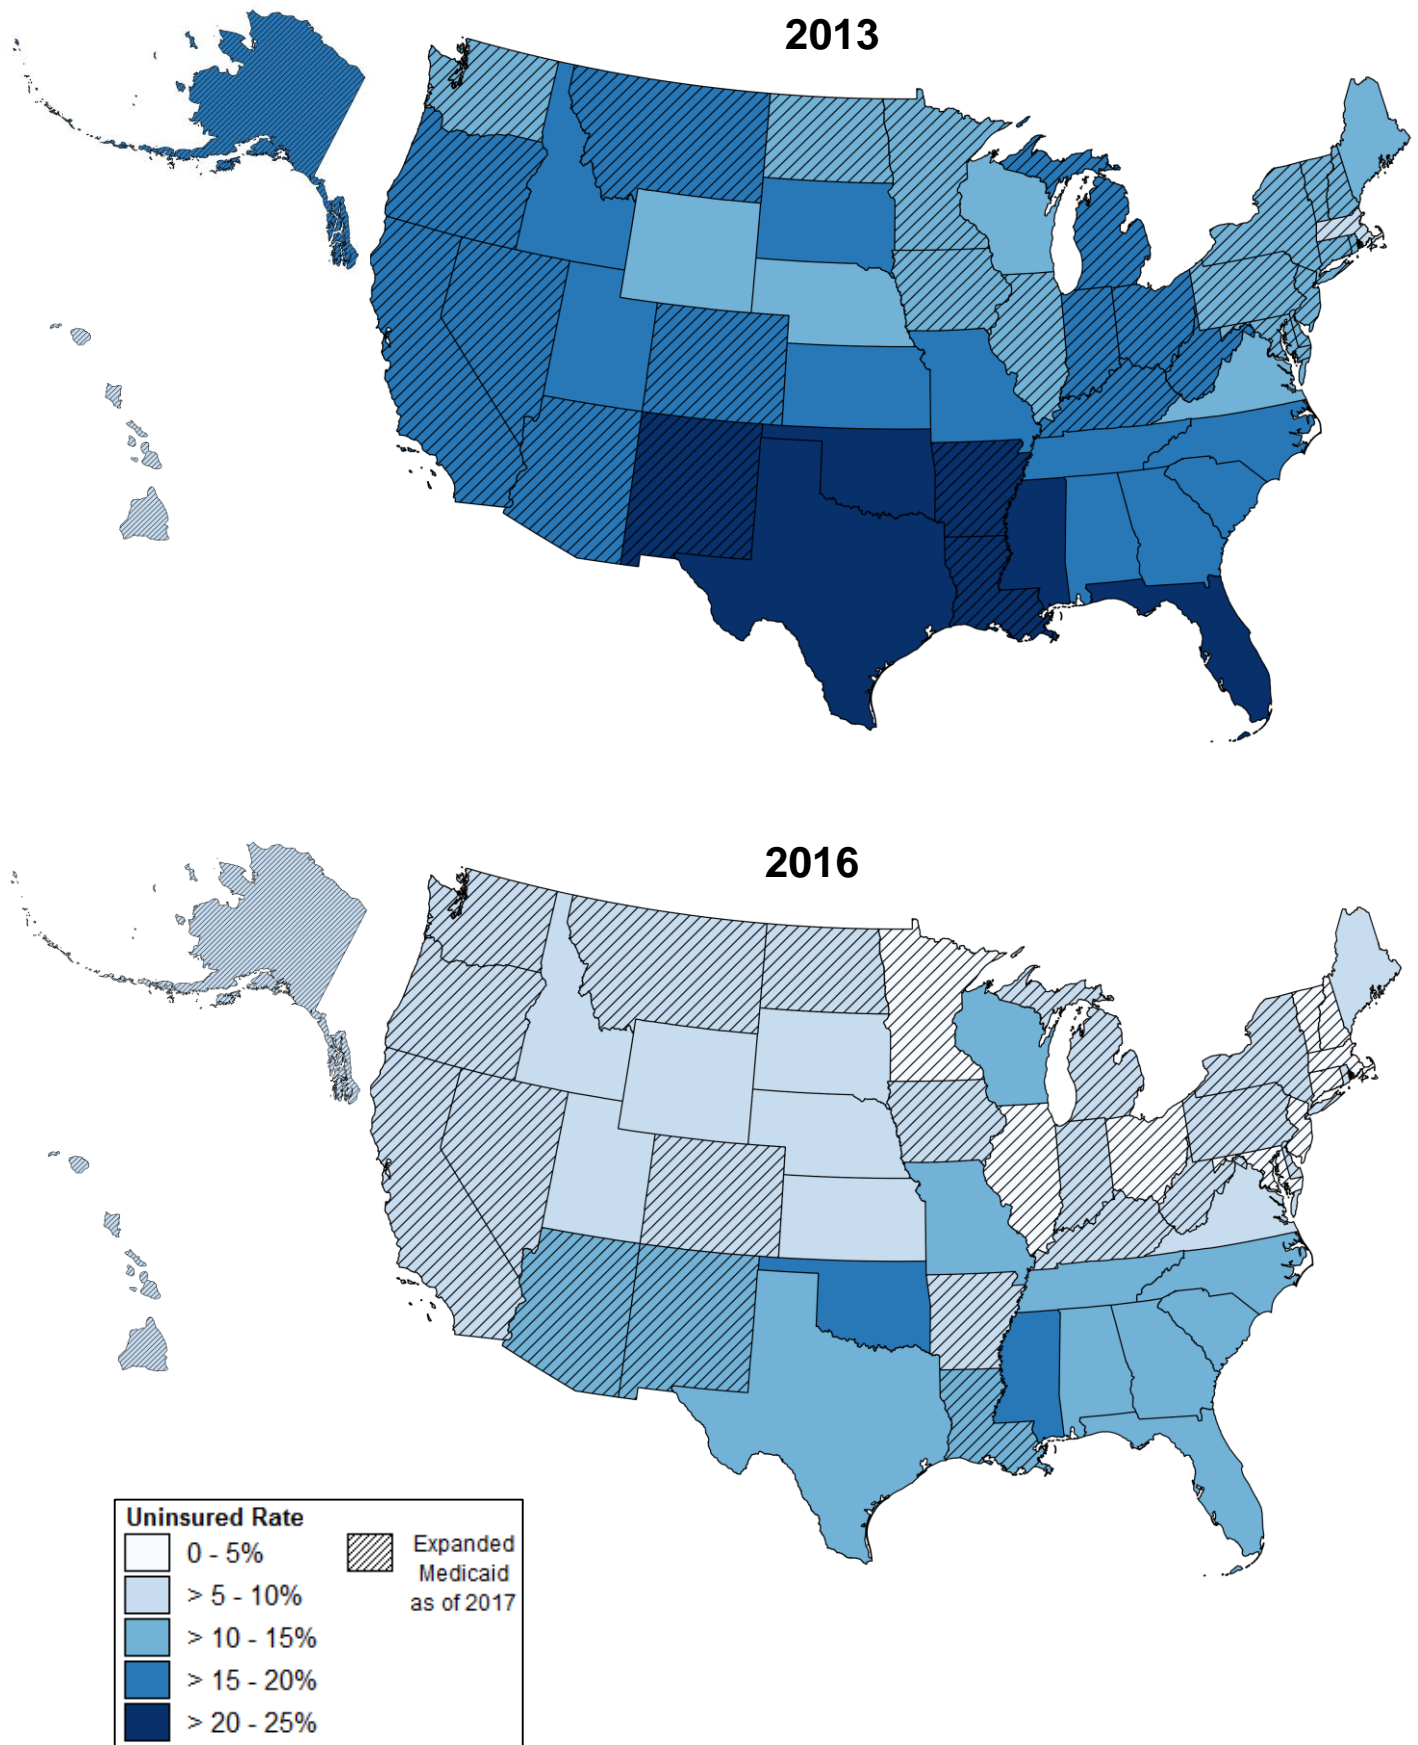 2013
2016
Uninsured Rate
0 - 5%
> 5 - 10%
> 10 - 15%
> 15 - 20%
> 20 - 25%
Expanded
Medicaid
as of 2017